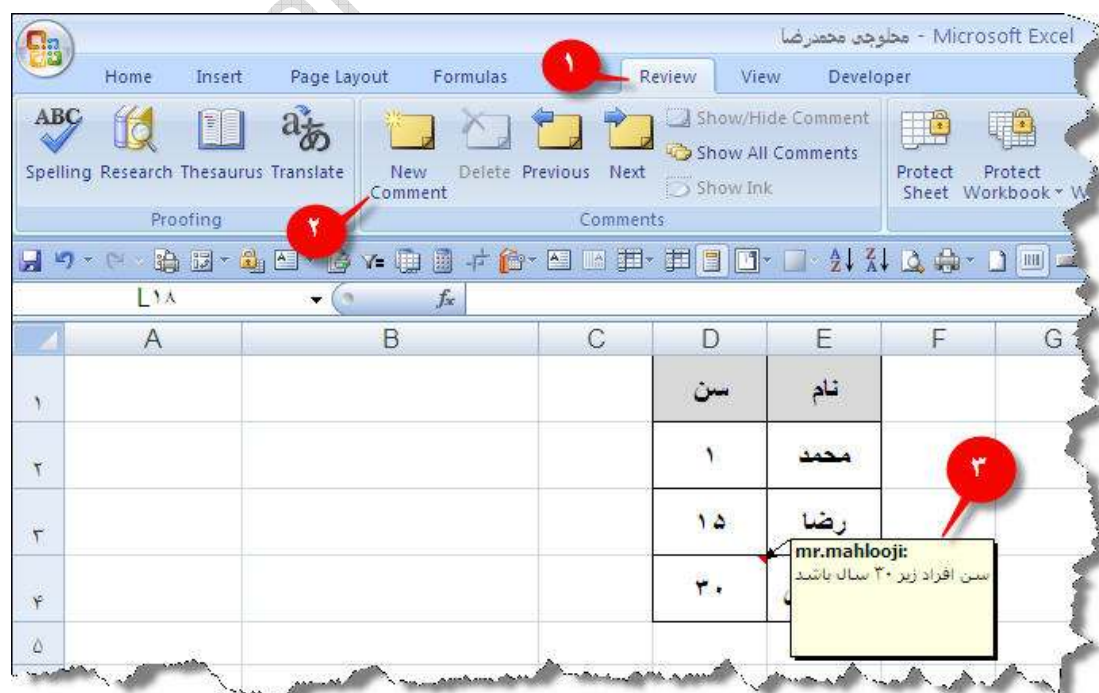 محلوجی محمدرضا - Microsoft Excel
Home Insert Page Layout Formulas ۱ Review View Developer
ABC
Spelling Research Thesaurus Translate New Comment Delete Previous Next
Show/Hide Comment
Show All Comments
Show Ink
Protect Sheet Protect Workbook
Proofing ۲ Comments
L۱۸ fx
A B C D E F G
۱ سن نام
۲ ۱ محمد ۳
۳ ۱۵ رضا
mr.mahlooji:
سن افراد زیر ۳۰ سال باشد
۴ ۳۰
۵